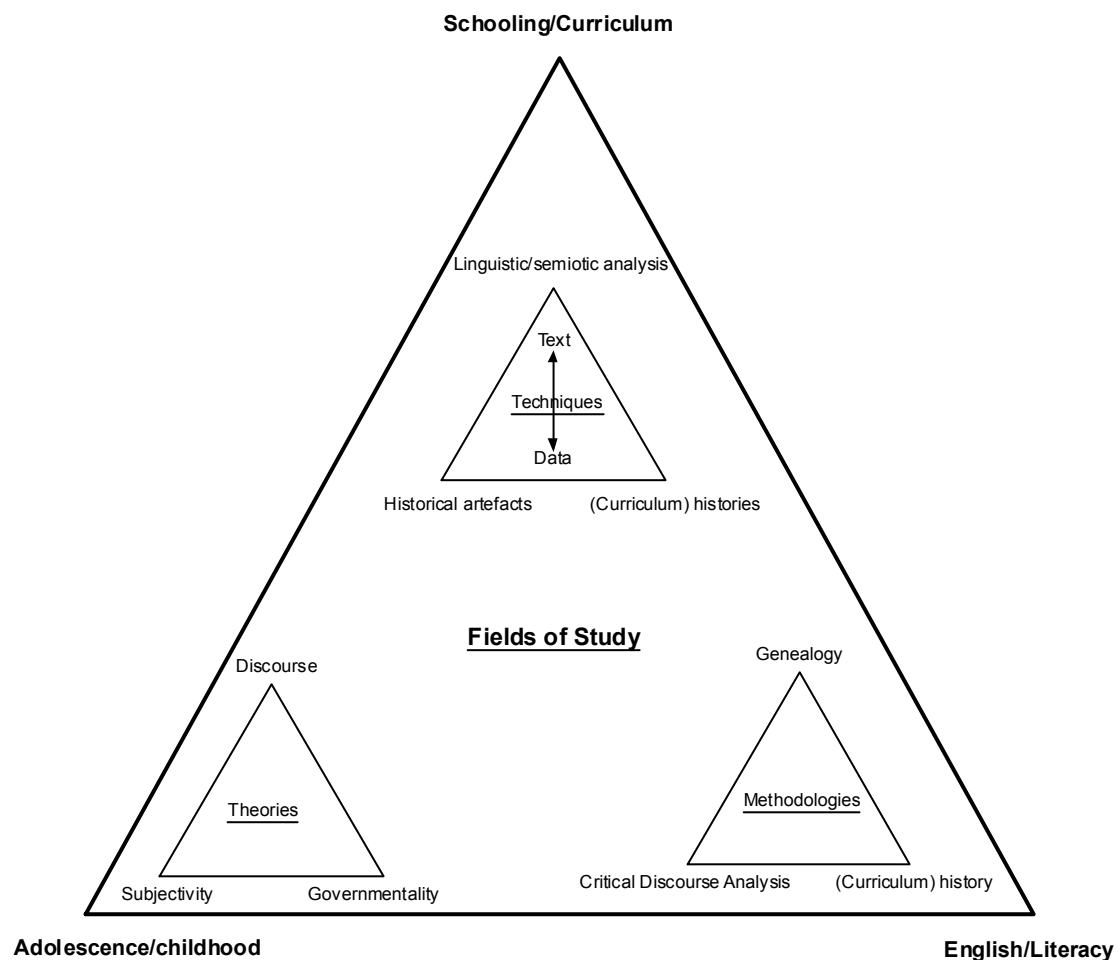 Schooling/Curriculum
Linguistic/semiotic analysis
Text
Techniques
Data
Historical artefacts
(Curriculum) histories
Fields of Study
Discourse
Genealogy
Theories
Methodologies
Subjectivity
Governmentality
Critical Discourse Analysis
(Curriculum) history
Adolescence/childhood
English/Literacy